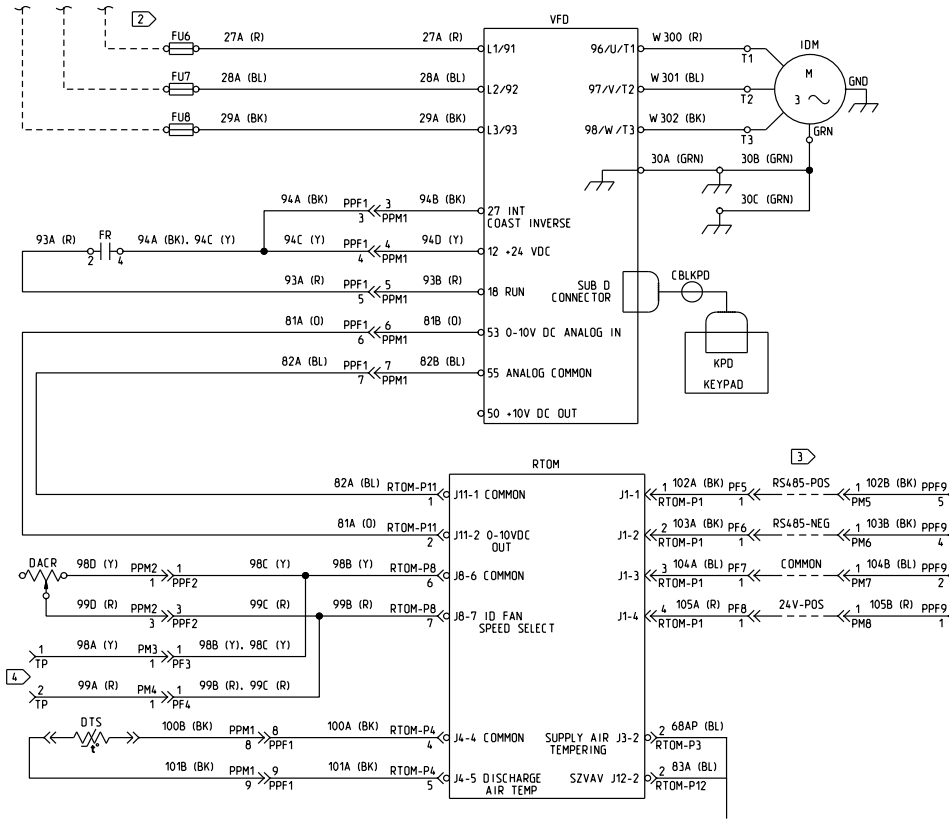 2
VFD
FU6 27A (R) 27A (R) L1/91 96/U/T1 W300 (R) T1 IDM
FU7 28A (BL) 28A (BL) L2/92 97/V/T2 W301 (BL) T2 M 3 GND
FU8 29A (BK) 29A (BK) L3/93 98/W/T3 W302 (BK) T3 GRN
30A (GRN) 30B (GRN)
30C (GRN)
94A (BK) PPF1 3 3 PPM1 94B (BK) 27 INT
COAST INVERSE
93A (R) FR 2 4 94A (BK), 94C (Y) 94C (Y) PPF1 4 4 PPM1 94D (Y) 12 +24 VDC
93A (R) PPF1 5 5 PPM1 93B (R) 18 RUN
SUB D
CONNECTOR
CBLKPD
81A (O) PPF1 6 6 PPM1 81B (O) 53 0-10V DC ANALOG IN
82A (BL) PPF1 7 7 PPM1 82B (BL) 55 ANALOG COMMON
KPD
KEYPAD
50 +10V DC OUT
RTOM
3
82A (BL) RTOM-P11 1 J11-1 COMMON
J1-1 1 RTOM-P1 102A (BK) PF5 1 RS485-POS 1 PM5 102B (BK) PPF9 5
81A (O) RTOM-P11 2 J11-2 0-10VDC
OUT
J1-2 2 RTOM-P1 103A (BK) PF6 1 RS485-NEG 1 PM6 103B (BK) PPF9 4
DACR 98D (Y) PPM2 1 1 PPF2 98C (Y) 98B (Y) RTOM-P8 6 J8-6 COMMON
J1-3 3 RTOM-P1 104A (BL) PF7 1 COMMON 1 PM7 104B (BL) PPF9 2
99D (R) PPM2 3 3 PPF2 99C (R) 99B (R) RTOM-P8 7 J8-7 ID FAN
SPEED SELECT
J1-4 4 RTOM-P1 105A (R) PF8 1 24V-POS 1 PM8 105B (R) PPF9 1
4
1 TP 98A (Y) PM3 1 1 PF3 98B (Y), 98C (Y)
2 TP 99A (R) PM4 1 1 PF4 99B (R), 99C (R)
DTS t° 100B (BK) PPM1 8 8 PPF1 100A (BK) RTOM-P4 4 J4-4 COMMON
SUPPLY AIR J3-2 2 RTOM-P3 68AP (BL)
TEMPERING
101B (BK) PPM1 9 9 PPF1 101A (BK) RTOM-P4 5 J4-5 DISCHARGE
AIR TEMP
SZVAV J12-2 2 RTOM-P12 83A (BL)